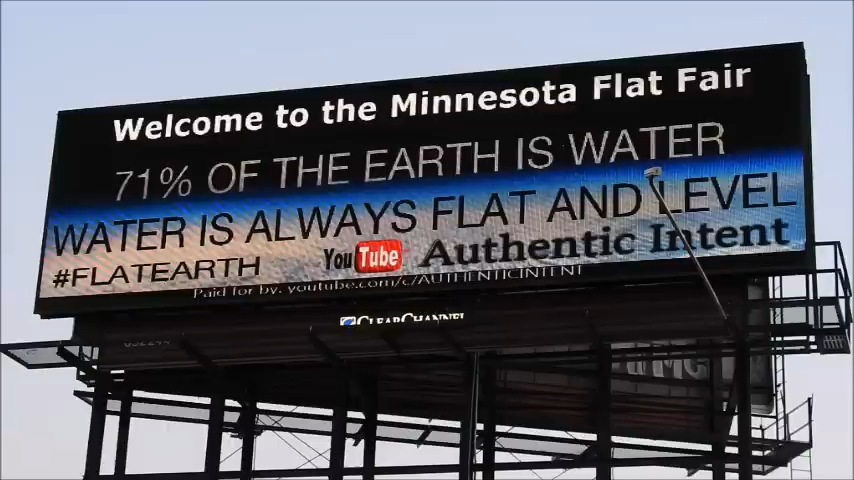 Welcome to the Minnesota Flat Fair
71% OF THE EARTH IS WATER
WATER IS ALWAYS FLAT AND LEVEL
#FLATEARTH YouTube Authentic Intent
Paid for by: youtube.com/c/AUTHENTICINTENT
CLEARCHANNEL